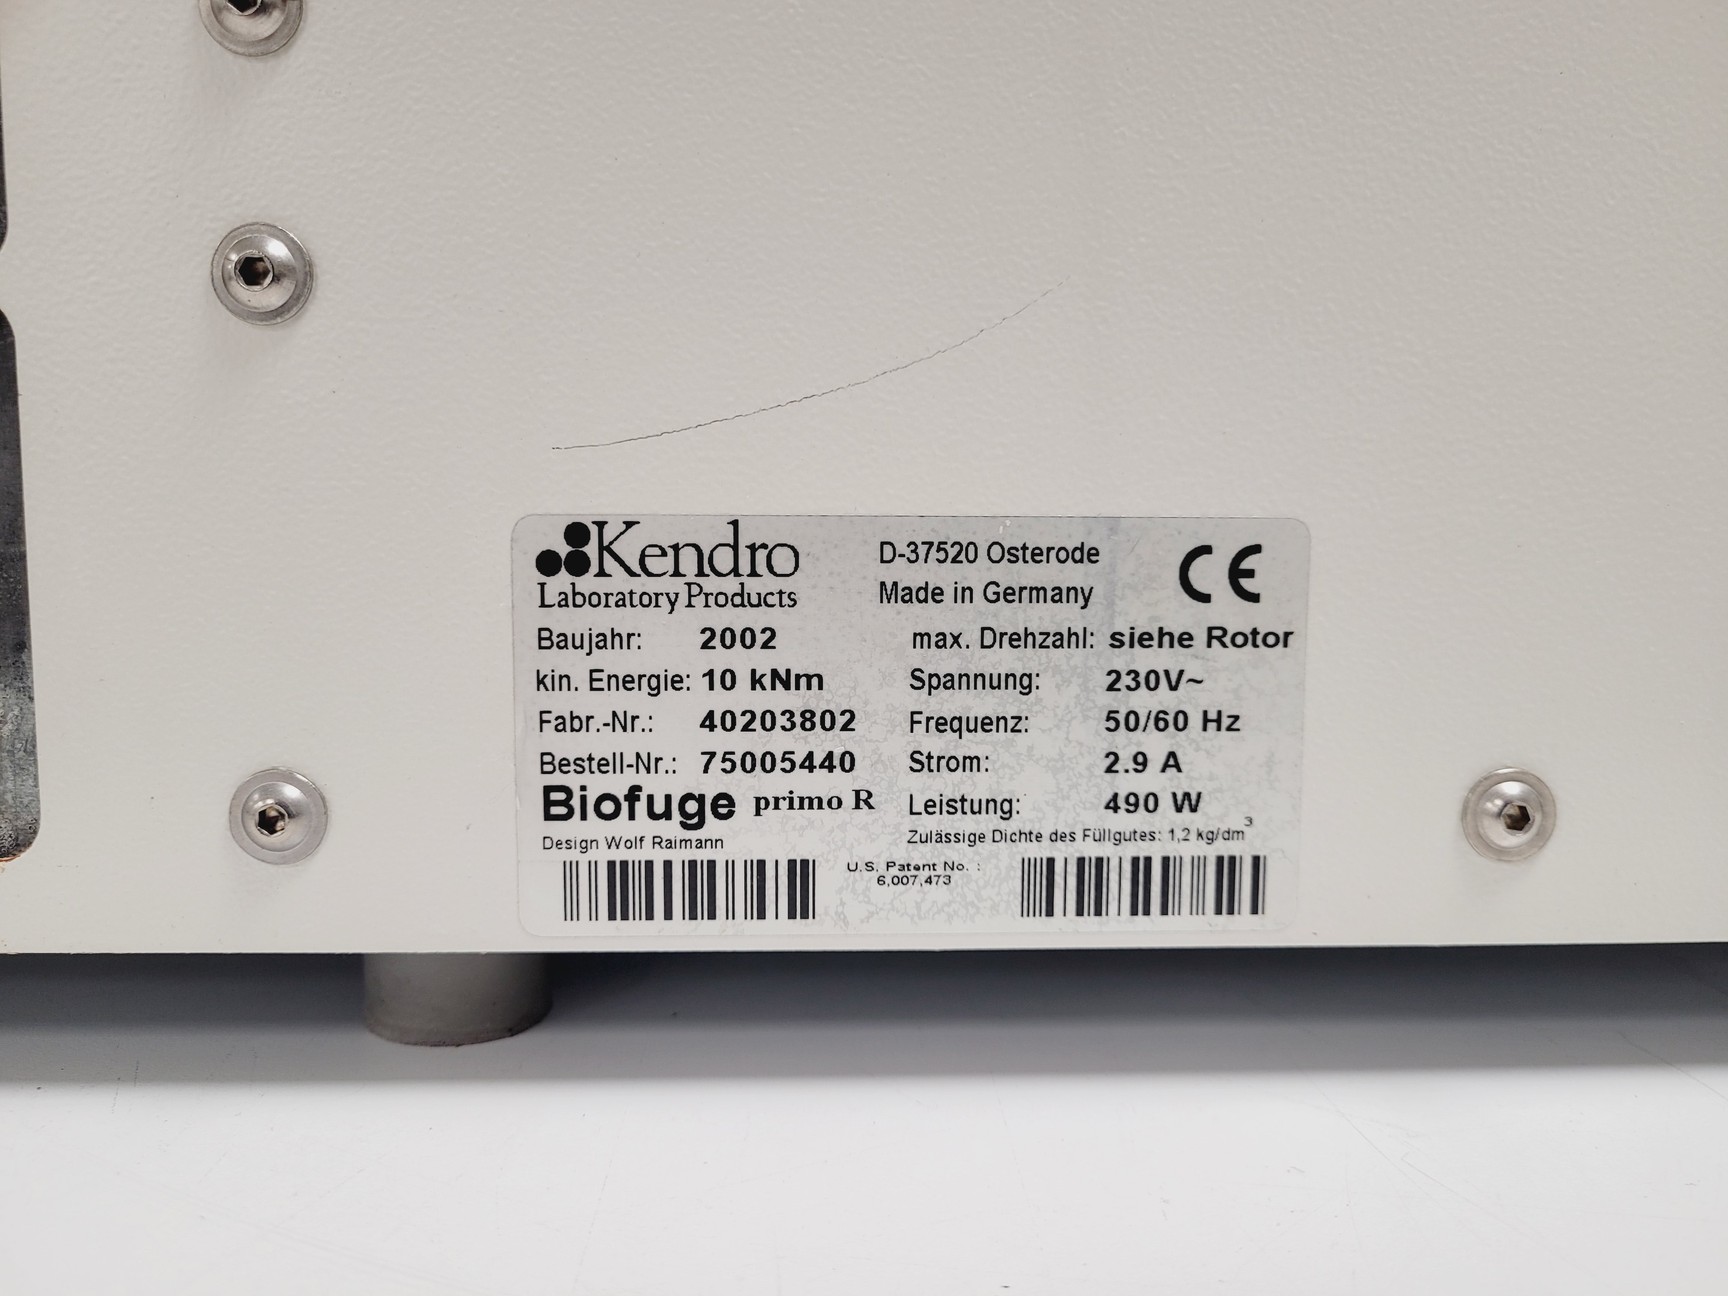 Kendro
Laboratory Products
D-37520 Osterode
Made in Germany
CE
Baujahr: 2002
max. Drehzahl: siehe Rotor
kin. Energie: 10 kNm
Spannung: 230V~
Fabr.-Nr.: 40203802
Frequenz: 50/60 Hz
Bestell-Nr.: 75005440
Strom: 2.9 A
Biofuge primo R
Leistung: 490 W
Design Wolf Raimann
Zulässige Dichte des Füllgutes: 1,2 kg/dm³
U.S. Patent No. :
6,007,473